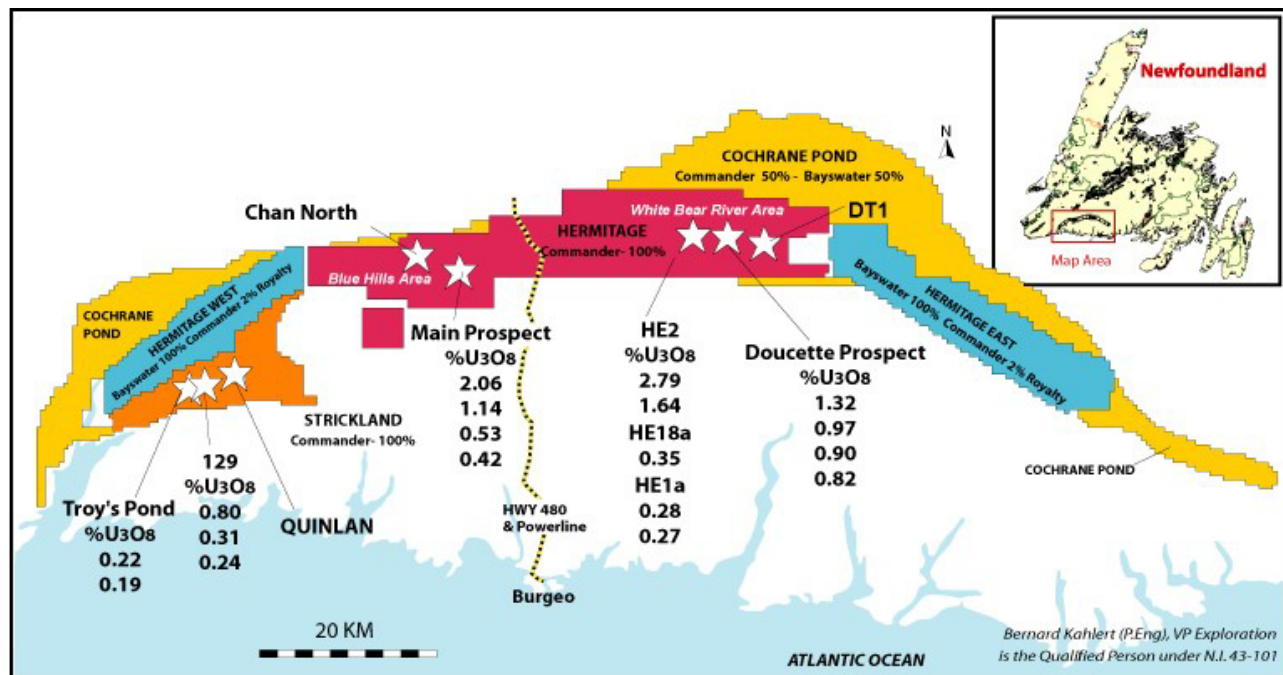 Newfoundland
Map Area
N
COCHRANE POND
Commander 50% - Bayswater 50%
Chan North
White Bear River Area
DT1
HERMITAGE
Commander- 100%
Blue Hills Area
COCHRANE
POND
HERMITAGE WEST
Bayswater 100% Commander 2% Royalty
HERMITAGE EAST
Bayswater 100% Commander 2% Royalty
Main Prospect
%U3O8
2.06
1.14
0.53
0.42
HE2
%U3O8
2.79
1.64
HE18a
0.35
HE1a
0.28
0.27
Doucette Prospect
%U3O8
1.32
0.97
0.90
0.82
STRICKLAND
Commander- 100%
COCHRANE POND
Troy's Pond
%U3O8
0.22
0.19
129
%U3O8
0.80
0.31
0.24
QUINLAN
HWY 480
& Powerline
Burgeo
20 KM
ATLANTIC OCEAN
Bernard Kahlert (P.Eng), VP Exploration
is the Qualified Person under N.I. 43-101